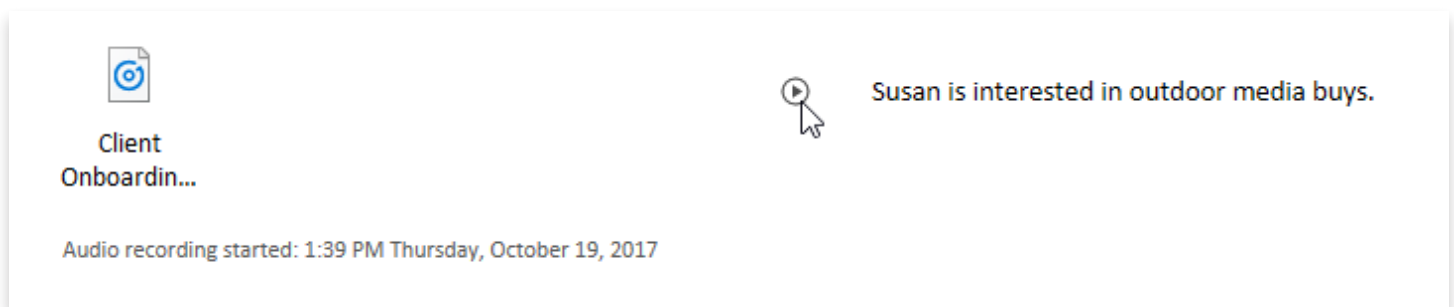 Susan is interested in outdoor media buys.
Client
Onboardin...
Audio recording started: 1:39 PM Thursday, October 19, 2017